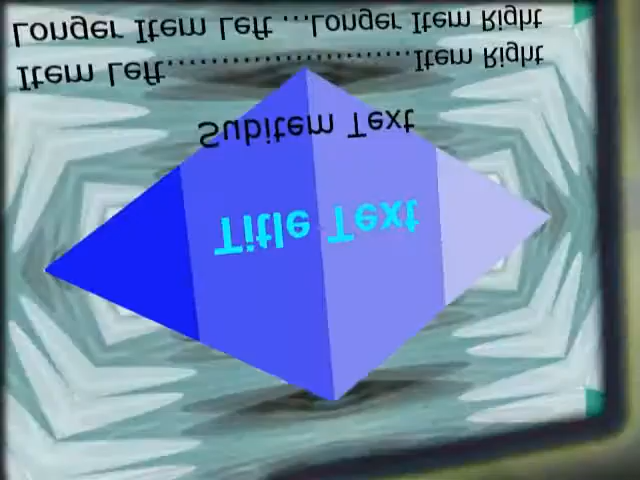 Title Text
Subitem Text
Item Left.......................Item Right
Longer Item Left ...Longer Item Right